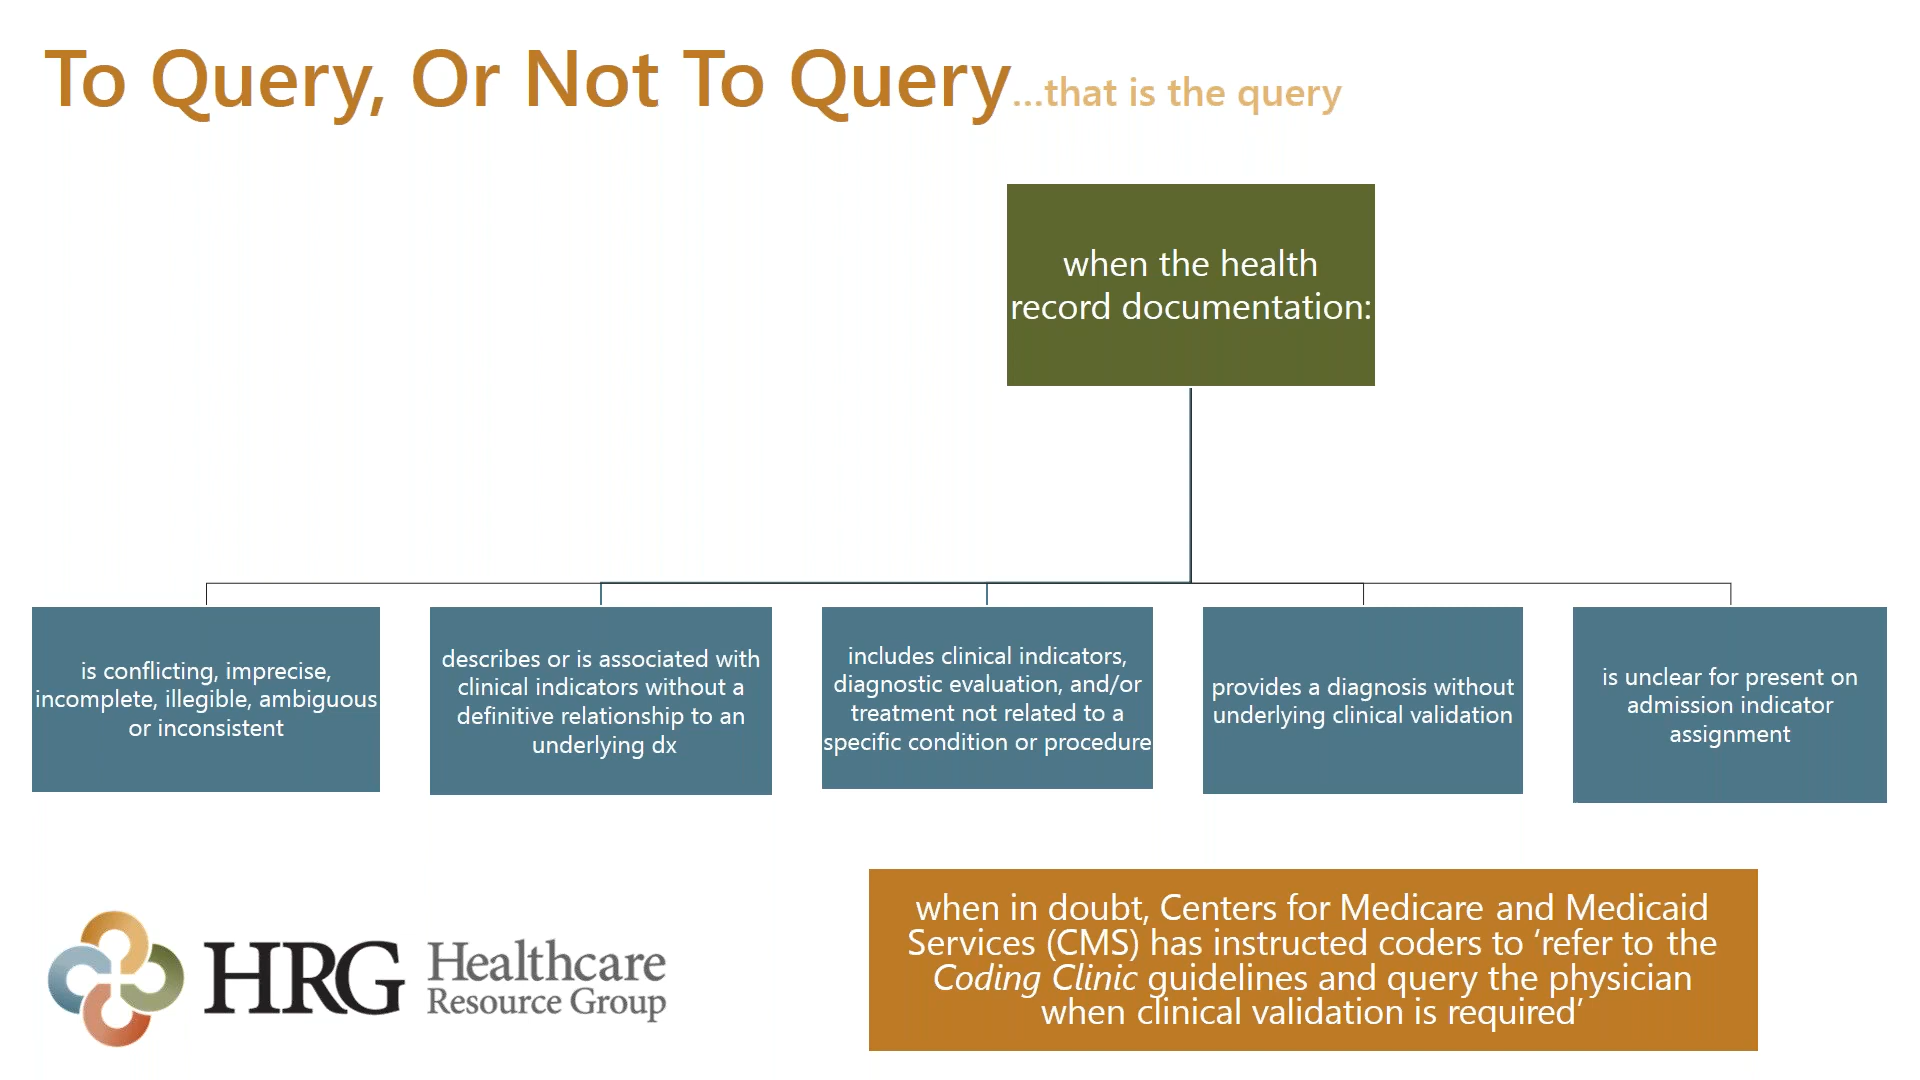 To Query, Or Not To Query...that is the query
when the health
record documentation:
is conflicting, imprecise,
incomplete, illegible, ambiguous
or inconsistent
describes or is associated with
clinical indicators without a
definitive relationship to an
underlying dx
includes clinical indicators,
diagnostic evaluation, and/or
treatment not related to a
specific condition or procedure
provides a diagnosis without
underlying clinical validation
is unclear for present on
admission indicator
assignment
HRG Healthcare
Resource Group
when in doubt, Centers for Medicare and Medicaid
Services (CMS) has instructed coders to ‘refer to the
Coding Clinic guidelines and query the physician
when clinical validation is required’